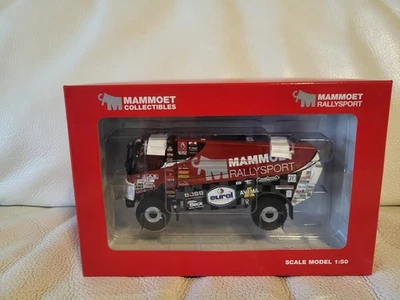 MAMMOET
COLLECTIBLES
MAMMOET
RALLYSPORT
MAMMOET
RALLYSPORT
eurol
SCALE MODEL 1:50